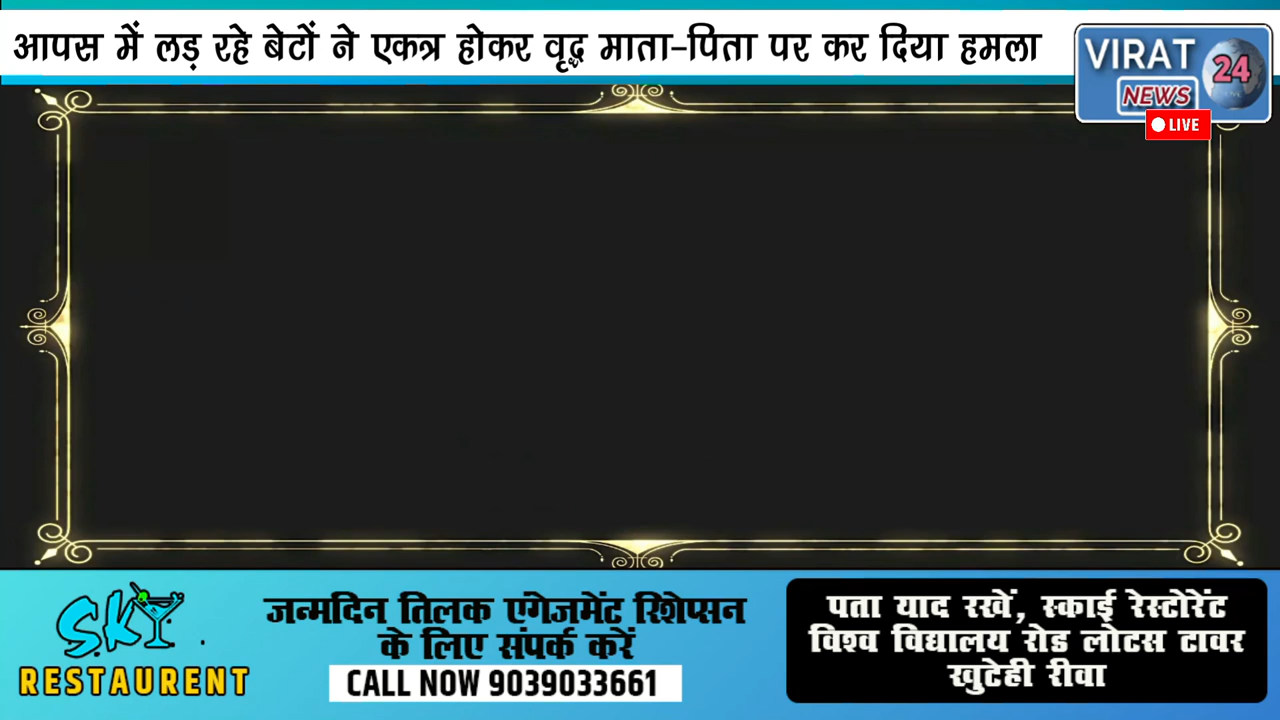 आपस में लड़ रहे बेटों ने एकत्र होकर वृद्ध माता-पिता पर कर दिया हमला
VIRAT 24
NEWS
LIVE
SKY
RESTAURENT
जन्मदिन तिलक एंगेजमेंट रिशेप्सन
के लिए संपर्क करें
CALL NOW 9039033661
पता याद रखें, स्काई रेस्टोरेंट
विश्व विद्यालय रोड लोटस टावर
खुटेही रीवा